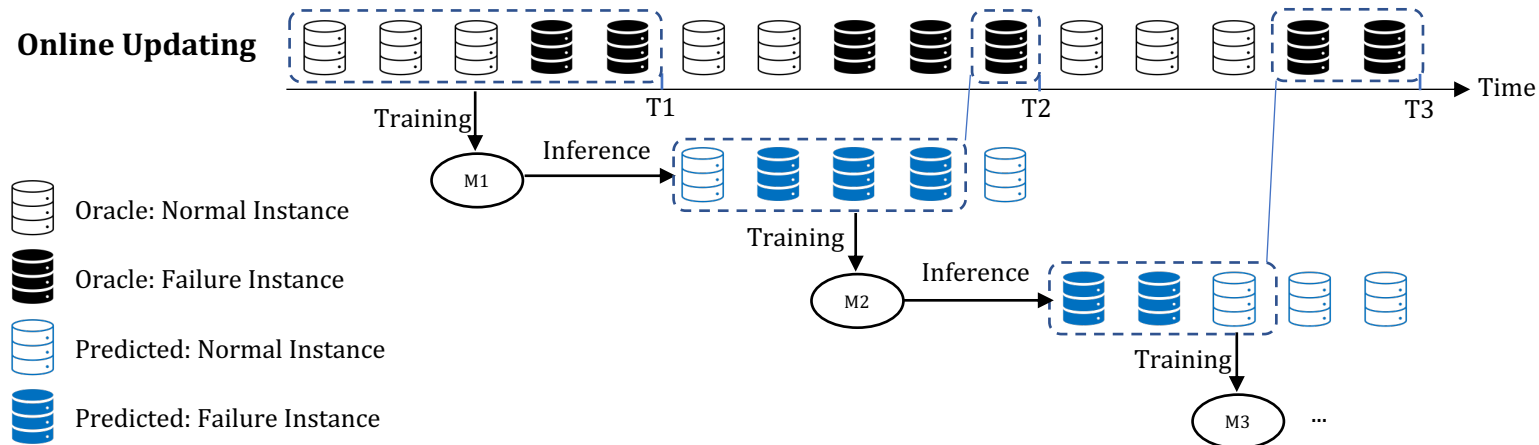 Online Updating
Time
T1
T2
T3
Training
Inference
M1
Oracle: Normal Instance
Training
Inference
Oracle: Failure Instance
M2
Predicted: Normal Instance
Training
Predicted: Failure Instance
M3
...